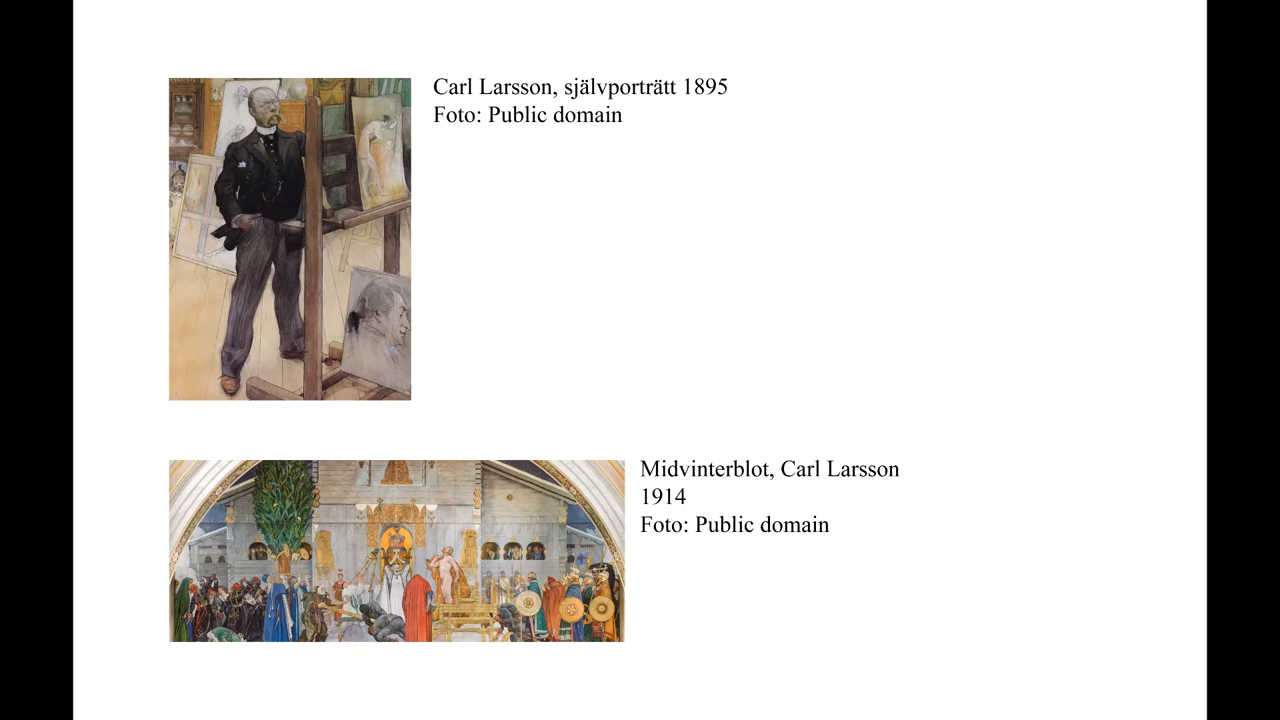 Carl Larsson, självporträtt 1895
Foto: Public domain
Midvinterblot, Carl Larsson
1914
Foto: Public domain